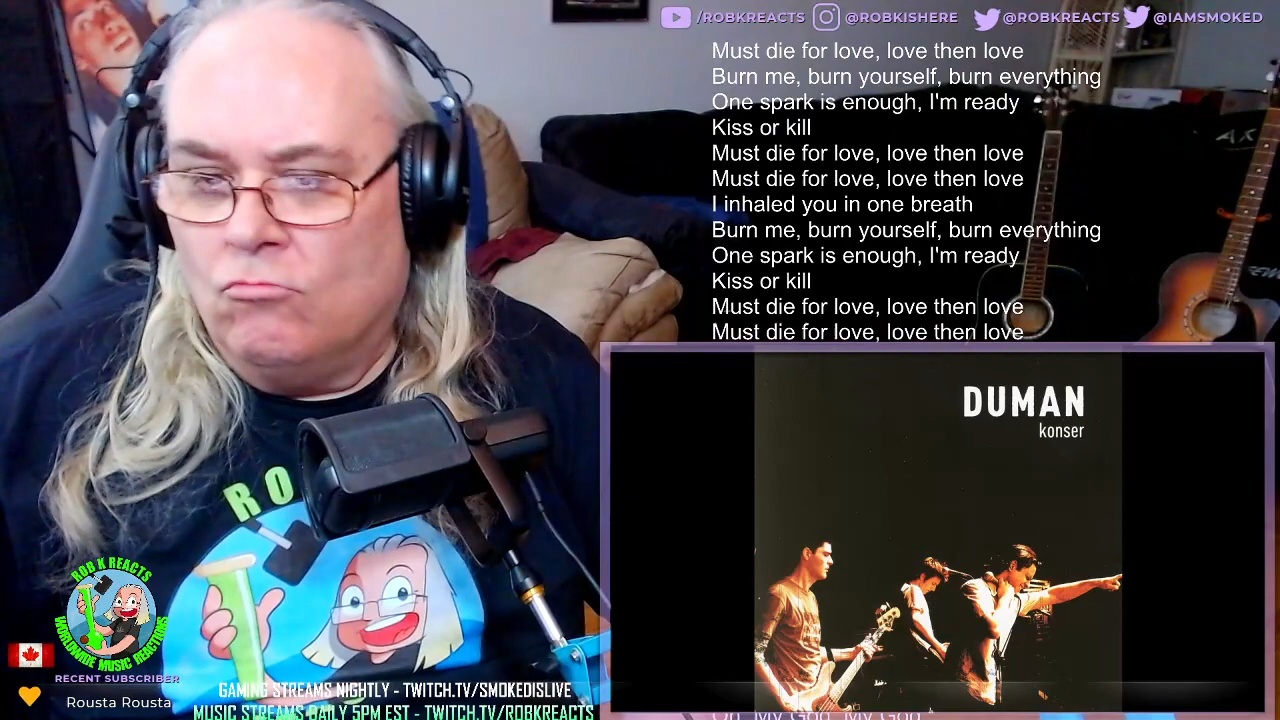 /ROBKREACTS @ROBKISHERE @ROBKREACTS @IAMSMOKED
Must die for love, love then love
Burn me, burn yourself, burn everything
One spark is enough, I'm ready
Kiss or kill
Must die for love, love then love
Must die for love, love then love
I inhaled you in one breath
Burn me, burn yourself, burn everything
One spark is enough, I'm ready
Kiss or kill
Must die for love, love then love
Must die for love, love then love
DUMAN
konser
RO
ROB K REACTS
WORLDWIDE MUSIC REACTIONS
RECENT SUBSCRIBER
Rousta Rousta
GAMING STREAMS NIGHTLY - TWITCH.TV/SMOKEDISLIVE
MUSIC STREAMS DAILY 5PM EST - TWITCH.TV/ROBKREACTS